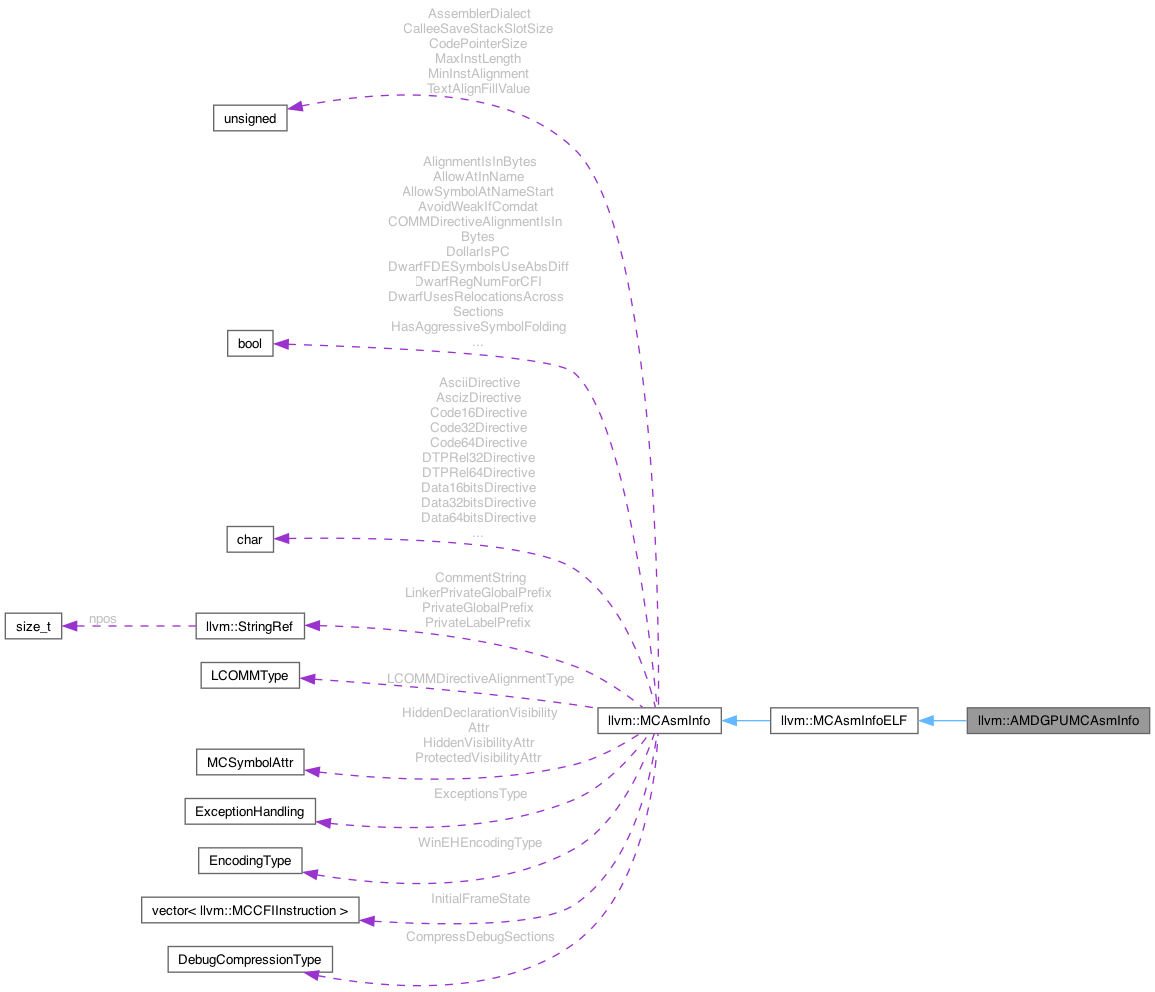 AssemblerDialect
CalleeSaveStackSlotSize
CodePointerSize
MaxInstLength
MinInstAlignment
TextAlignFillValue
unsigned
AlignmentIsInBytes
AllowAtInName
AllowSymbolAtNameStart
AvoidWeakIfComdat
COMMDirectiveAlignmentIsIn
Bytes
DollarIsPC
DwarfFDESymbolsUseAbsDiff
DwarfRegNumForCFI
DwarfUsesRelocationsAcross
Sections
HasAggressiveSymbolFolding
...
bool
AsciiDirective
AscizDirective
Code16Directive
Code32Directive
Code64Directive
DTPRel32Directive
DTPRel64Directive
Data16bitsDirective
Data32bitsDirective
Data64bitsDirective
...
char
CommentString
LinkerPrivateGlobalPrefix
PrivateGlobalPrefix
PrivateLabelPrefix
size_t
npos
llvm::StringRef
LCOMMType
LCOMMDirectiveAlignmentType
HiddenDeclarationVisibility
Attr
HiddenVisibilityAttr
ProtectedVisibilityAttr
llvm::MCAsmInfo
llvm::MCAsmInfoELF
llvm::AMDGPUMCAsmInfo
MCSymbolAttr
ExceptionsType
ExceptionHandling
WinEHEncodingType
EncodingType
InitialFrameState
vector< llvm::MCCFIInstruction >
CompressDebugSections
DebugCompressionType